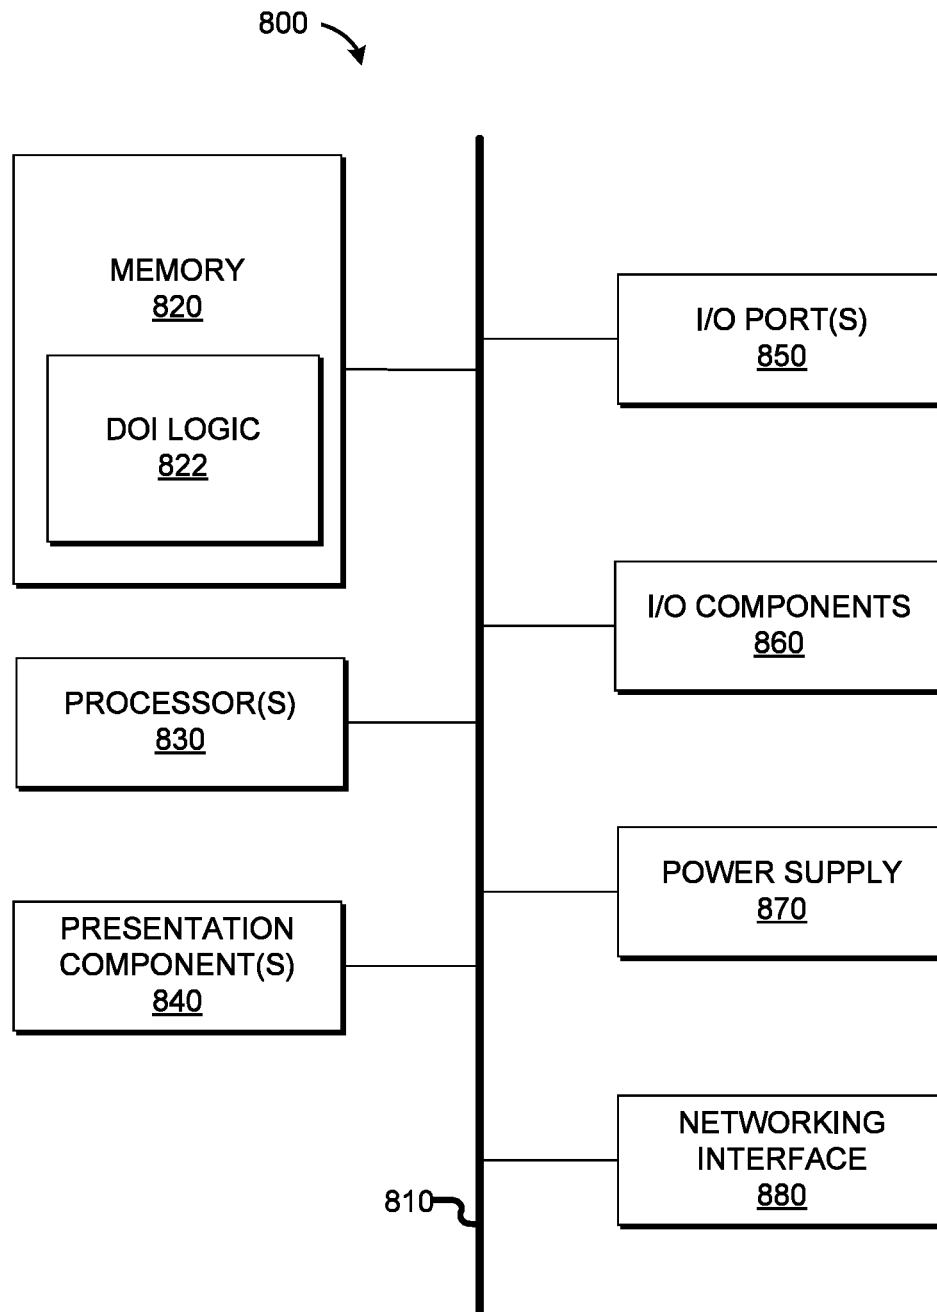 800
MEMORY
820
DOI LOGIC
822
PROCESSOR(S)
830
PRESENTATION
COMPONENT(S)
840
I/O PORT(S)
850
I/O COMPONENTS
860
POWER SUPPLY
870
NETWORKING
INTERFACE
880
810